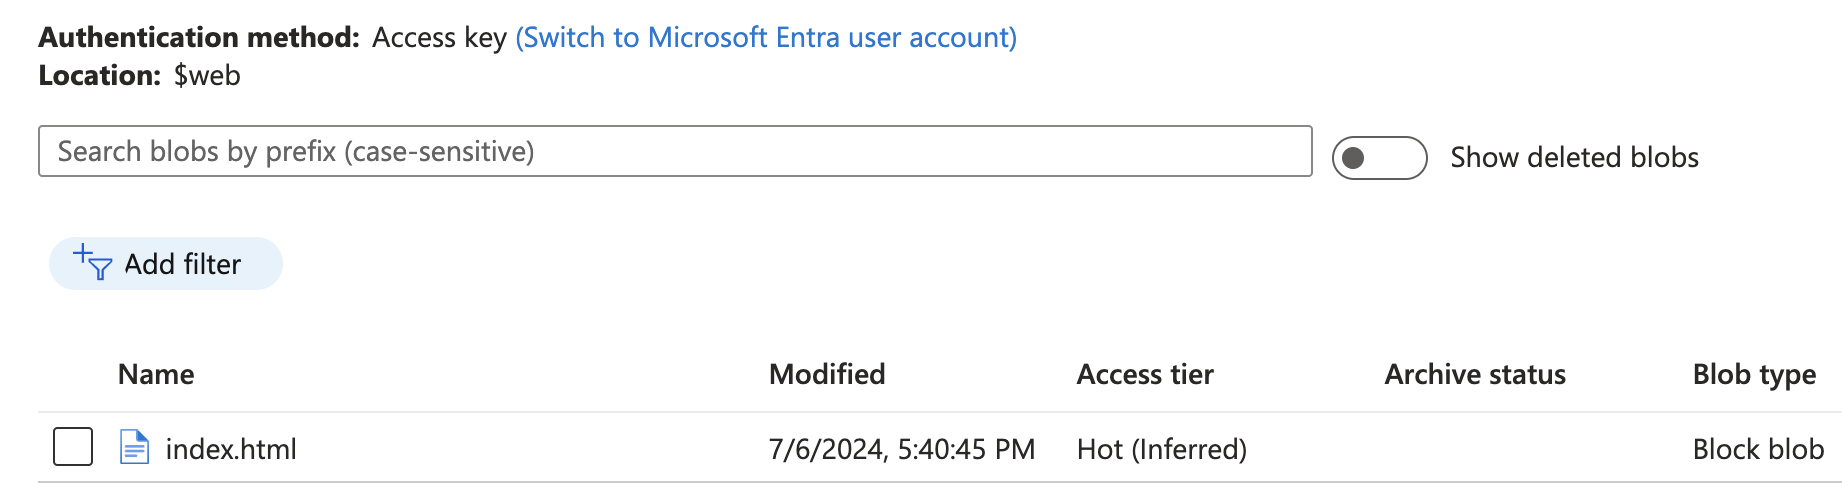 Authentication method: Access key (Switch to Microsoft Entra user account)
Location: $web
Search blobs by prefix (case-sensitive)
Show deleted blobs
Add filter
Name Modified Access tier Archive status Blob type
index.html 7/6/2024, 5:40:45 PM Hot (Inferred) Block blob